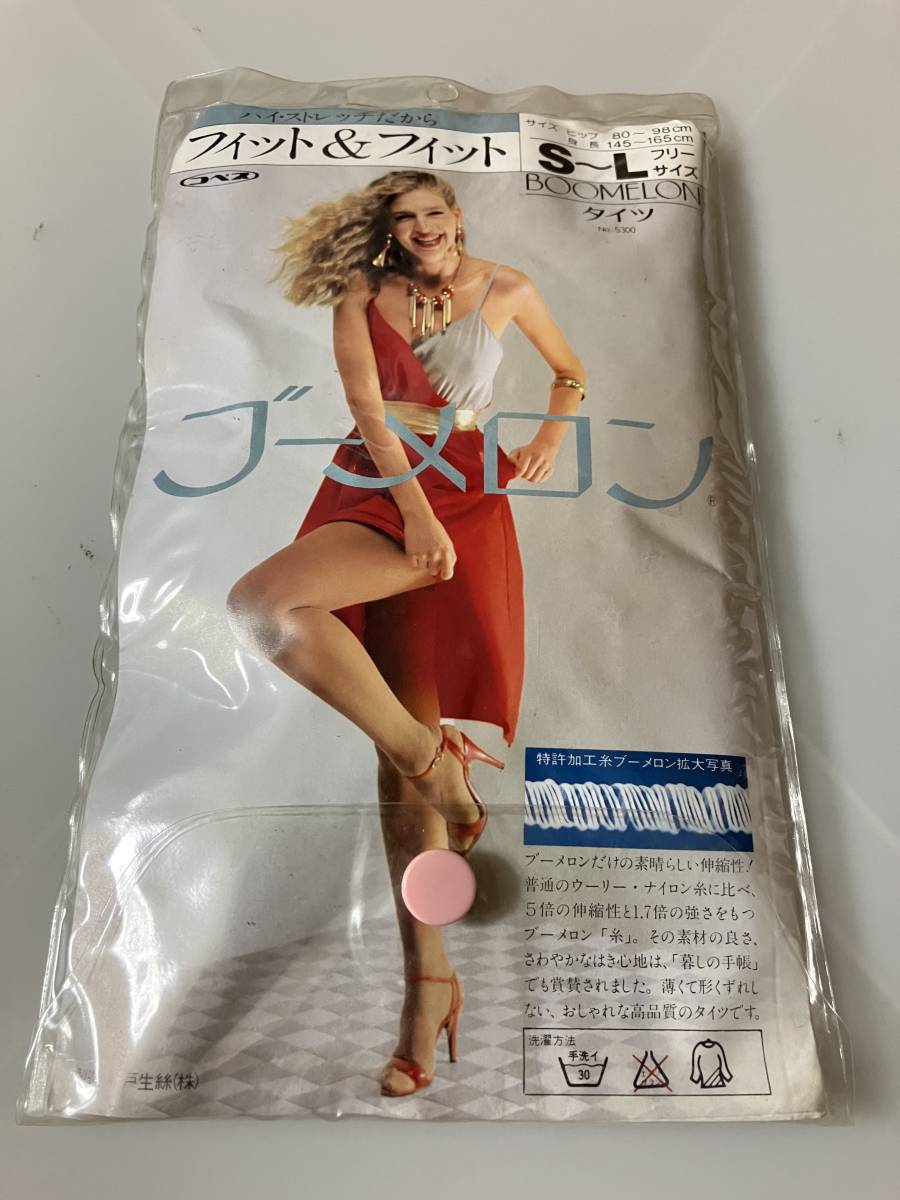 ハイ・ストレッチだから
フィット&フィット
コベス
サイズ ヒップ 80～98cm
身長 145～165cm
S～L フリーサイズ
BOOMELON
タイツ
No. 5300
ブーメロン®
特許加工糸ブーメロン拡大写真
ブーメロンだけの素晴らしい伸縮性!
普通のウーリー・ナイロン糸に比べ、
5倍の伸縮性と1.7倍の強さをもつ
ブーメロン「糸」。その素材の良さ、
さわやかなはき心地は、「暮しの手帳」
でも賞賛されました。薄くて形くずれし
ない、おしゃれな高品質のタイツです。
洗濯方法
手洗イ
30
戸生絲(株)